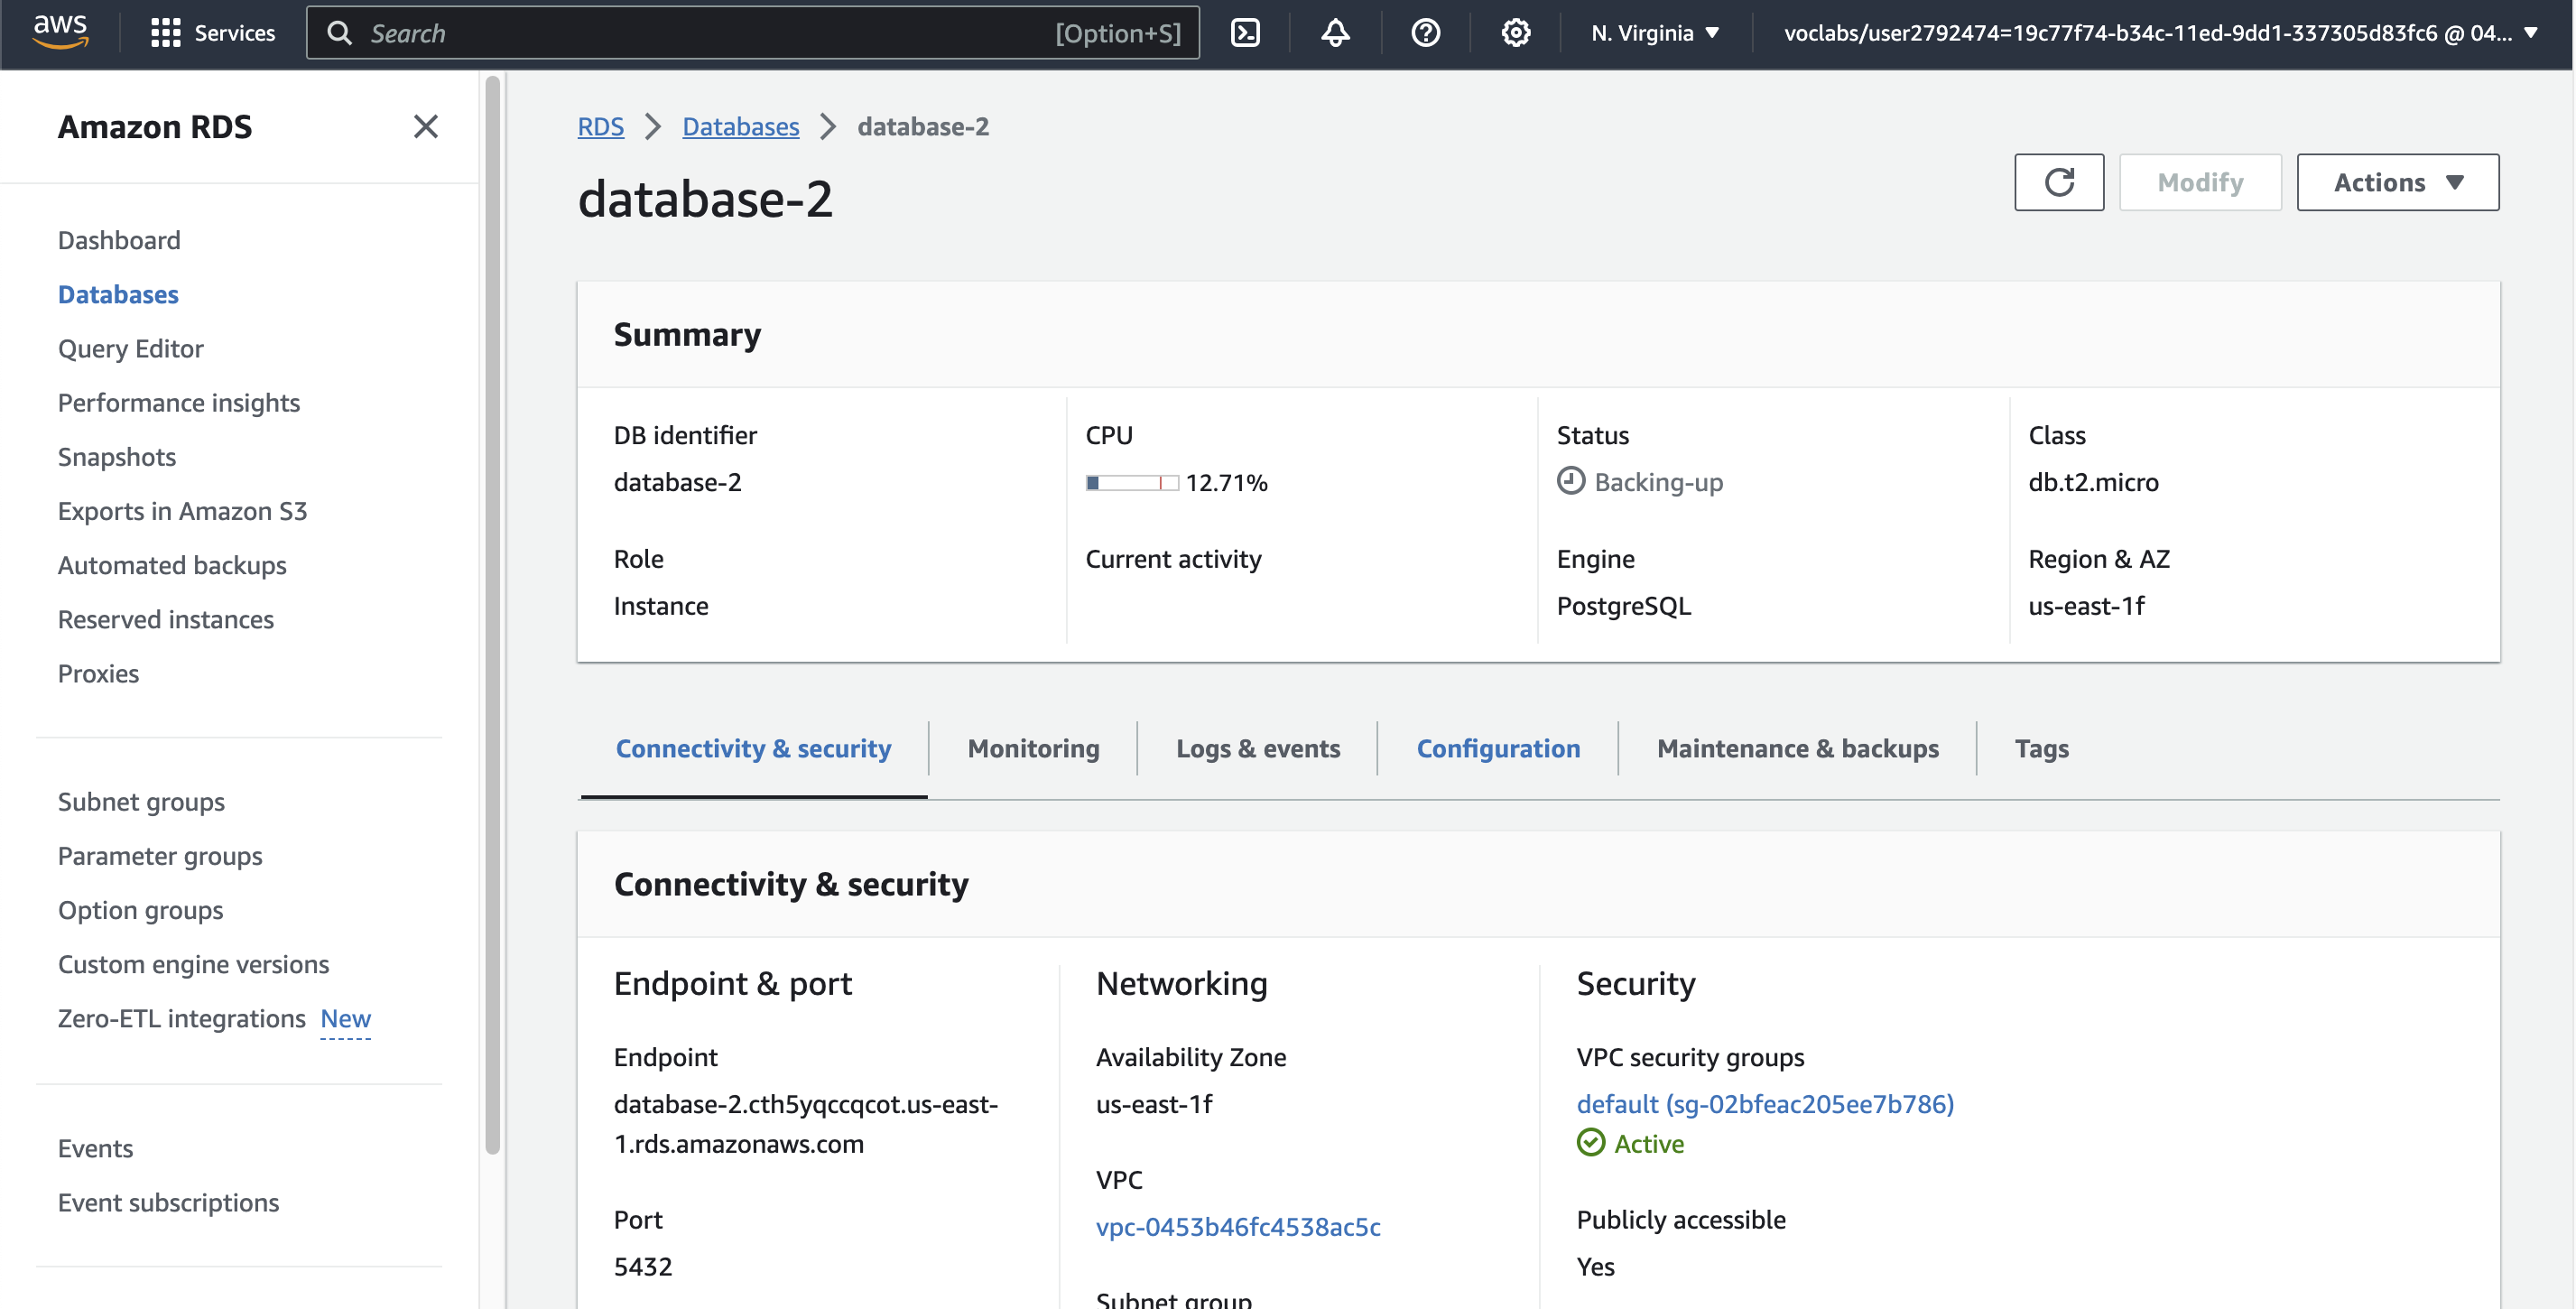 aws
Services
Search
[Option+S]
N. Virginia
voclabs/user2792474=19c77f74-b34c-11ed-9dd1-337305d83fc6 @ 04...
Amazon RDS
Dashboard
Databases
Query Editor
Performance insights
Snapshots
Exports in Amazon S3
Automated backups
Reserved instances
Proxies
Subnet groups
Parameter groups
Option groups
Custom engine versions
Zero-ETL integrations New
Events
Event subscriptions
RDS
Databases
database-2
database-2
Modify
Actions
Summary
DB identifier
database-2
CPU
12.71%
Status
Backing-up
Class
db.t2.micro
Role
Instance
Current activity
Engine
PostgreSQL
Region & AZ
us-east-1f
Connectivity & security
Monitoring
Logs & events
Configuration
Maintenance & backups
Tags
Connectivity & security
Endpoint & port
Endpoint
database-2.cth5yqccqcot.us-east-
1.rds.amazonaws.com
Port
5432
Networking
Availability Zone
us-east-1f
VPC
vpc-0453b46fc4538ac5c
Subnet group
Security
VPC security groups
default (sg-02bfeac205ee7b786)
Active
Publicly accessible
Yes